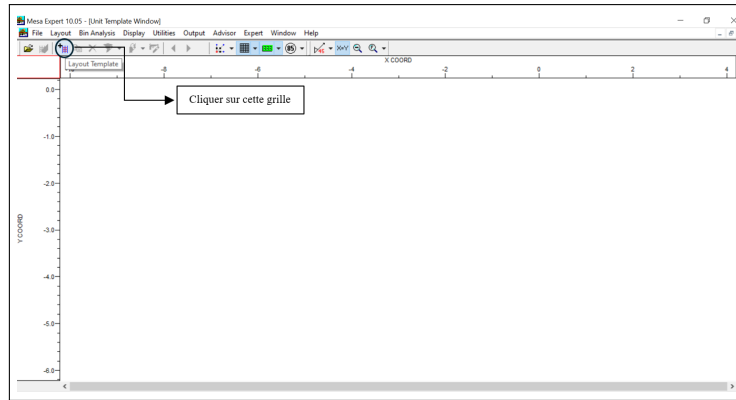 Mesa Expert 10.05 - [Unit Template Window]
File Layout Bin Analysis Display Utilities Output Advisor Expert Window Help
85 X=Y
Layout Template
X COORD
-8 -6 -4 -2 0 2 4
Cliquer sur cette grille
0.0
-1.0
-2.0
Y COORD
-3.0
-4.0
-5.0
-6.0